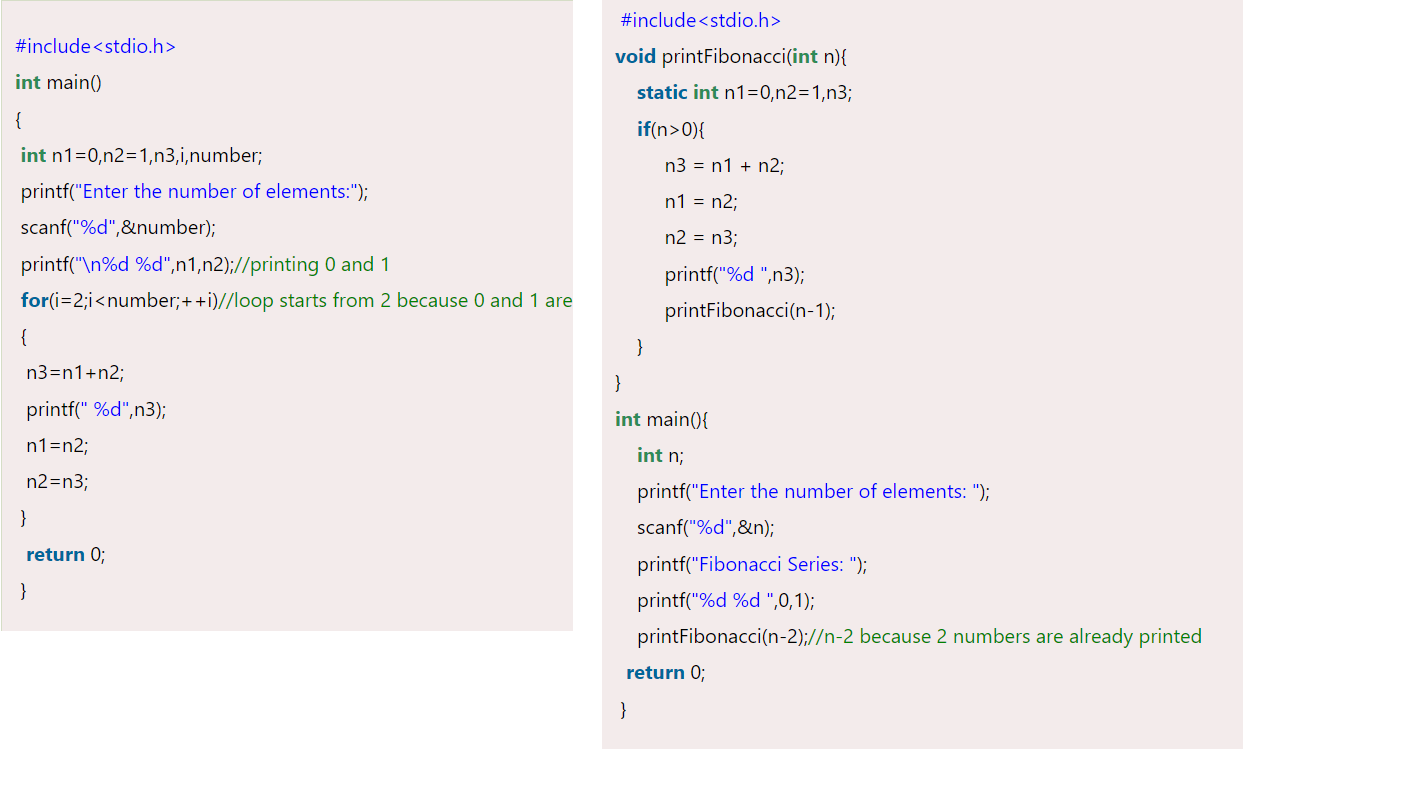 #include<stdio.h>
int main()
{
int n1=0,n2=1,n3,i,number;
printf("Enter the number of elements:");
scanf("%d",&number);
printf("\n%d %d",n1,n2);//printing 0 and 1
for(i=2;i<number;++i)//loop starts from 2 because 0 and 1 are
{
n3=n1+n2;
printf(" %d",n3);
n1=n2;
n2=n3;
}
return 0;
}
#include<stdio.h>
void printFibonacci(int n){
static int n1=0,n2=1,n3;
if(n>0){
n3 = n1 + n2;
n1 = n2;
n2 = n3;
printf("%d ",n3);
printFibonacci(n-1);
}
}
int main(){
int n;
printf("Enter the number of elements: ");
scanf("%d",&n);
printf("Fibonacci Series: ");
printf("%d %d ",0,1);
printFibonacci(n-2);//n-2 because 2 numbers are already printed
return 0;
}